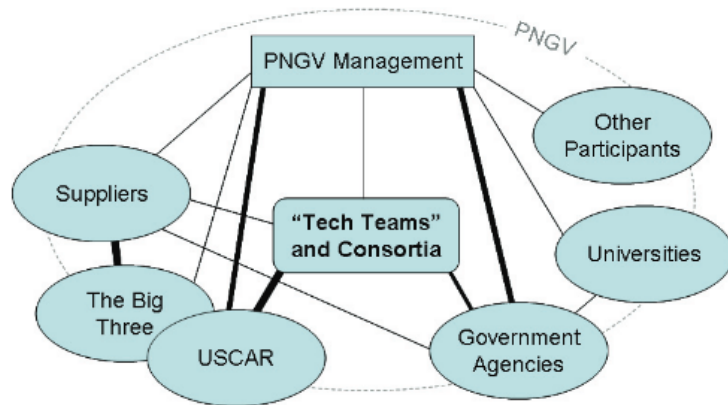 PNGV
PNGV Management
Other
Participants
Suppliers
“Tech Teams”
and Consortia
Universities
The Big
Three
USCAR
Government
Agencies